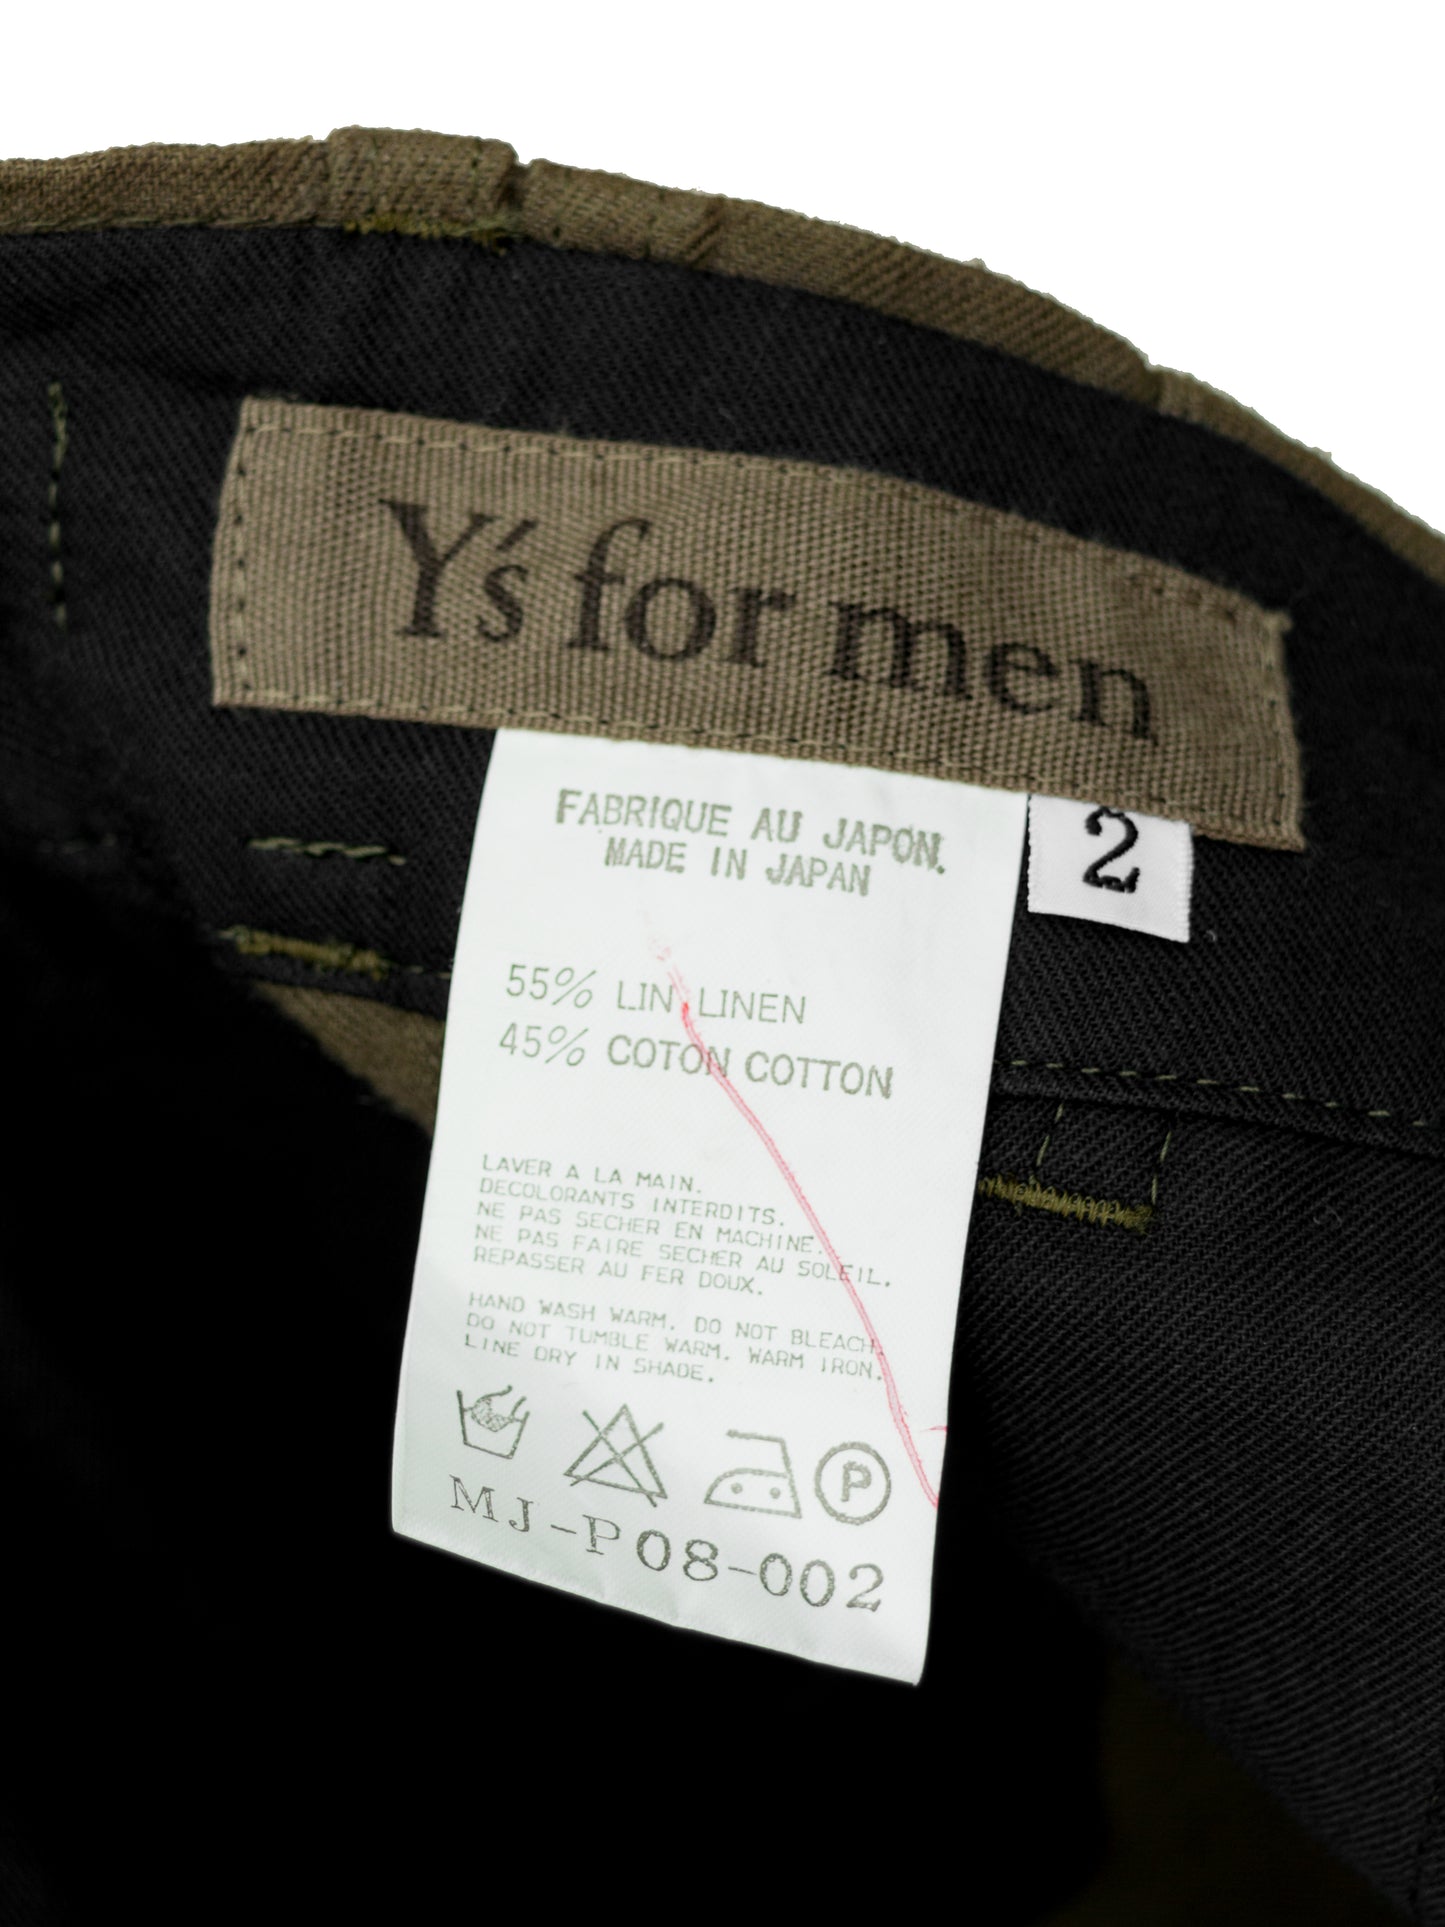 Y's for men
2
FABRIQUE AU JAPON.
MADE IN JAPAN
55% LIN LINEN
45% COTON COTTON
LAVER A LA MAIN.
DECOLORANTS INTERDITS.
NE PAS SECHER EN MACHINE.
NE PAS FAIRE SECHER AU SOLEIL.
REPASSER AU FER DOUX.
HAND WASH WARM. DO NOT BLEACH.
DO NOT TUMBLE WARM. WARM IRON.
LINE DRY IN SHADE.
P
MJ-P08-002